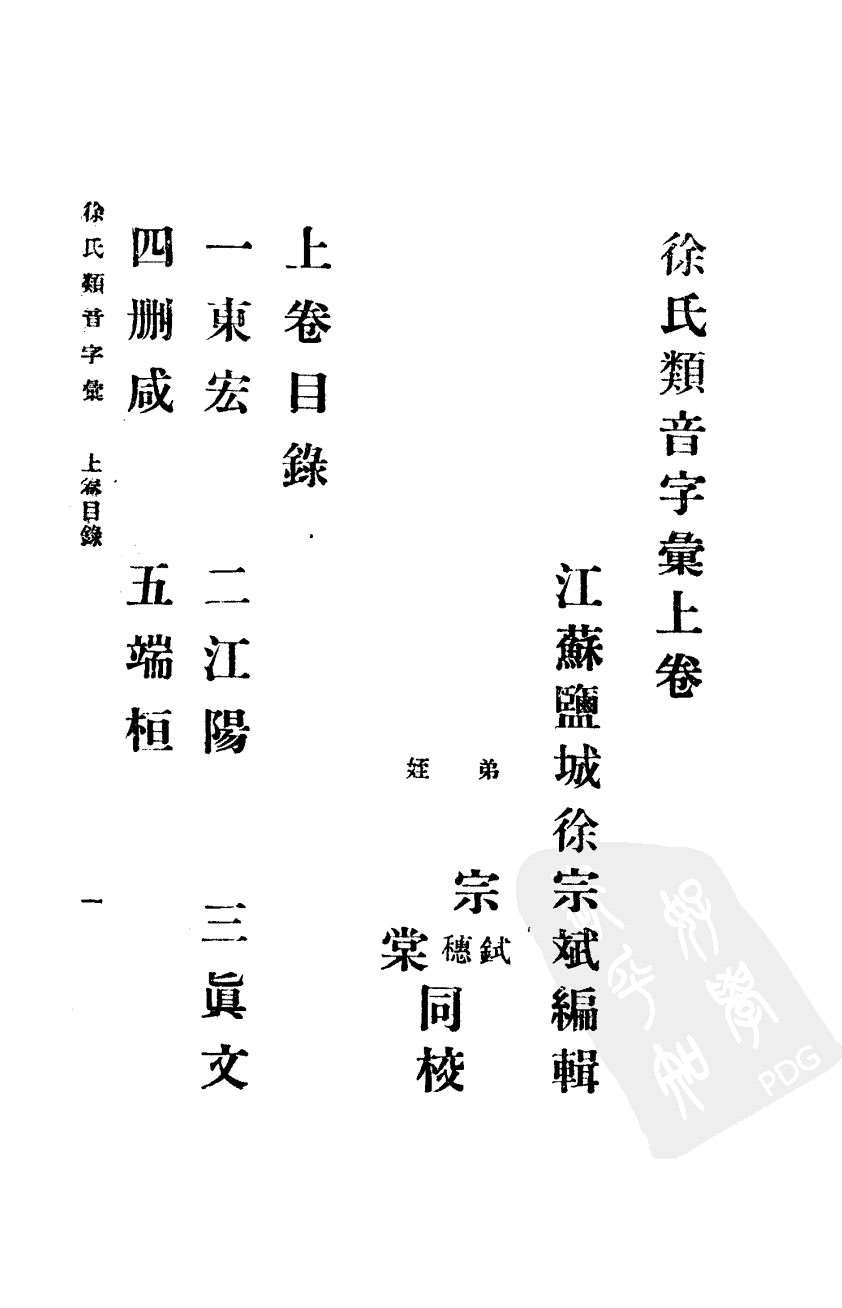 徐氏類音字彙上卷
江蘇鹽城徐宗斌編輯
弟 宗鉽穗
姪 棠
同校
上卷目錄
一東宏 二江陽 三眞文
四刪咸 五端桓
徐氏類音字彙 上卷目錄 一
PDG